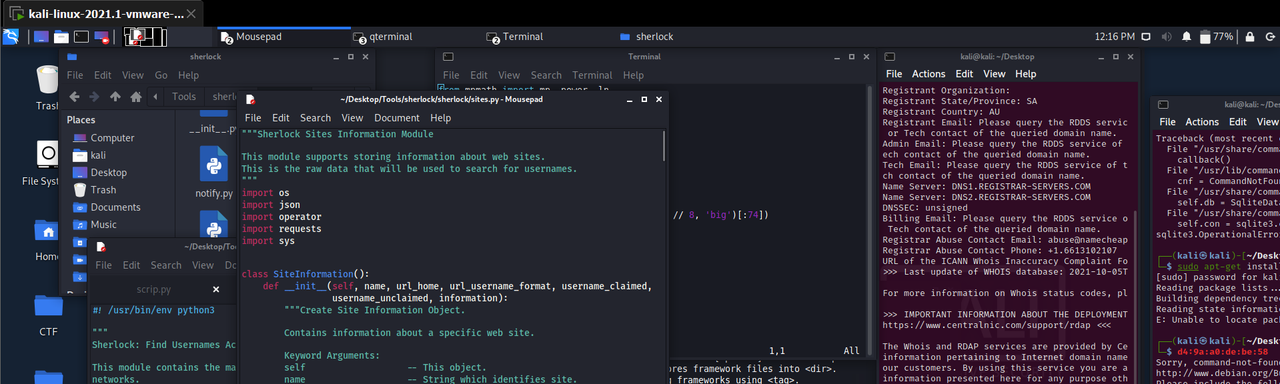 kali-linux-2021.1-vmware-...
Mousepad
qterminal
Terminal
sherlock
12:16 PM
77%
Trash
File System
Home
CTF
sherlock
File Edit View Go Help
Tools
Places
Computer
kali
Desktop
Trash
Documents
Music
__init__.py
notify.py
~/Desktop/Too
File Edit Search View Do
scrip.py
#! /usr/bin/env python3
"""
Sherlock: Find Usernames Ac
This module contains the ma
networks.
~/Desktop/Tools/sherlock/sherlock/sites.py - Mousepad
File Edit Search View Document Help
"""Sherlock Sites Information Module
This module supports storing information about web sites.
This is the raw data that will be used to search for usernames.
"""
import os
import json
import operator
import requests
import sys
class SiteInformation():
def __init__(self, name, url_home, url_username_format, username_claimed,
username_unclaimed, information):
"""Create Site Information Object.
Contains information about a specific web site.
Keyword Arguments:
self -- This object.
name -- String which identifies site.
Terminal
File Edit View Search Terminal Help
from mpmath import mp, power, ln
// 8, 'big')[:74])
1,1 All
ores framework files into <dir>.
g frameworks using <tag>.
kali@kali: ~/Desktop
File Actions Edit View Help
Registrant Organization:
Registrant State/Province: SA
Registrant Country: AU
Registrant Email: Please query the RDDS servic
or Tech contact of the queried domain name.
Admin Email: Please query the RDDS service of
ech contact of the queried domain name.
Tech Email: Please query the RDDS service of t
ch contact of the queried domain name.
Name Server: DNS1.REGISTRAR-SERVERS.COM
Name Server: DNS2.REGISTRAR-SERVERS.COM
DNSSEC: unsigned
Billing Email: Please query the RDDS service o
Tech contact of the queried domain name.
Registrar Abuse Contact Email: abuse@namecheap
Registrar Abuse Contact Phone: +1.6613102107
URL of the ICANN Whois Inaccuracy Complaint Fo
>>> Last update of WHOIS database: 2021-10-05T
For more information on Whois status codes, pl
>>> IMPORTANT INFORMATION ABOUT THE DEPLOYMENT
https://www.centralnic.com/support/rdap <<<
The Whois and RDAP services are provided by Ce
information pertaining to Internet domain name
our customers. By using this service you are a
information presented here for any purpose oth
kali@kali: ~
File Actions Edit View
Traceback (most recent
File "/usr/share/comm
callback()
File "/usr/lib/comman
cnf = CommandNotFou
File "/usr/share/comm
self.db = SqliteData
File "/usr/share/comm
self.con = sqlite3.
sqlite3.OperationalErro
(kali㉿kali)-[~/Deskt
$ sudo apt-get instal
[sudo] password for kal
Reading package lists...
Building dependency tre
Reading state informati
E: Unable to locate pac
(kali㉿kali)-[~/Deskt
$ d4:9a:a0:de:be:58
Sorry, command-not-foun
http://www.debian.org/B
Please include the fo